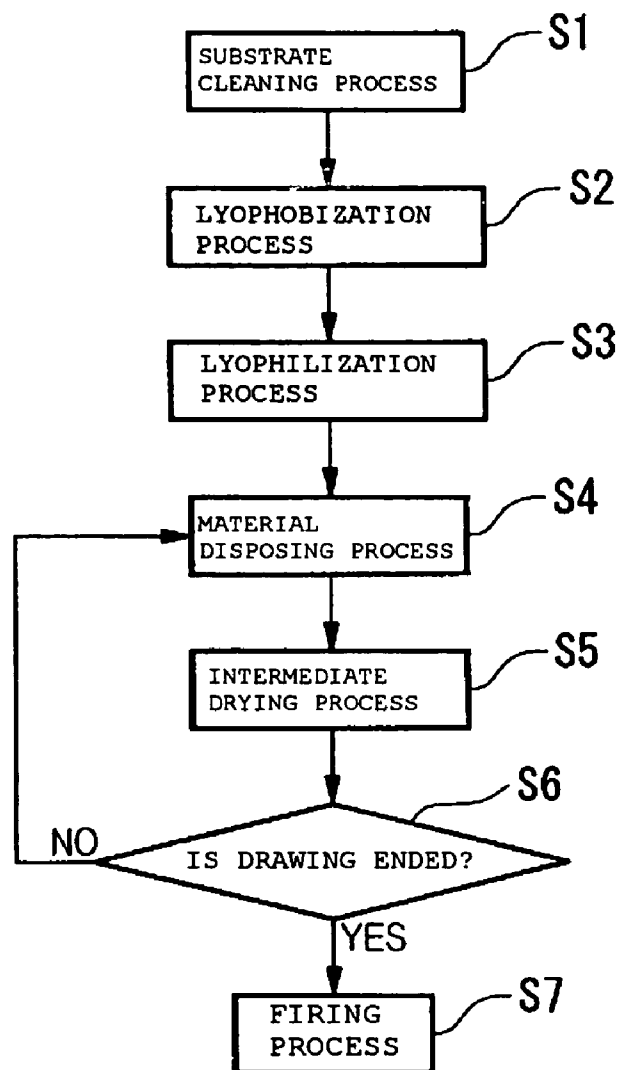 S1
SUBSTRATE
CLEANING PROCESS
S2
LYOPHOBIZATION
PROCESS
S3
LYOPHILIZATION
PROCESS
S4
MATERIAL
DISPOSING PROCESS
S5
INTERMEDIATE
DRYING PROCESS
S6
NO
IS DRAWING ENDED?
YES
S7
FIRING
PROCESS